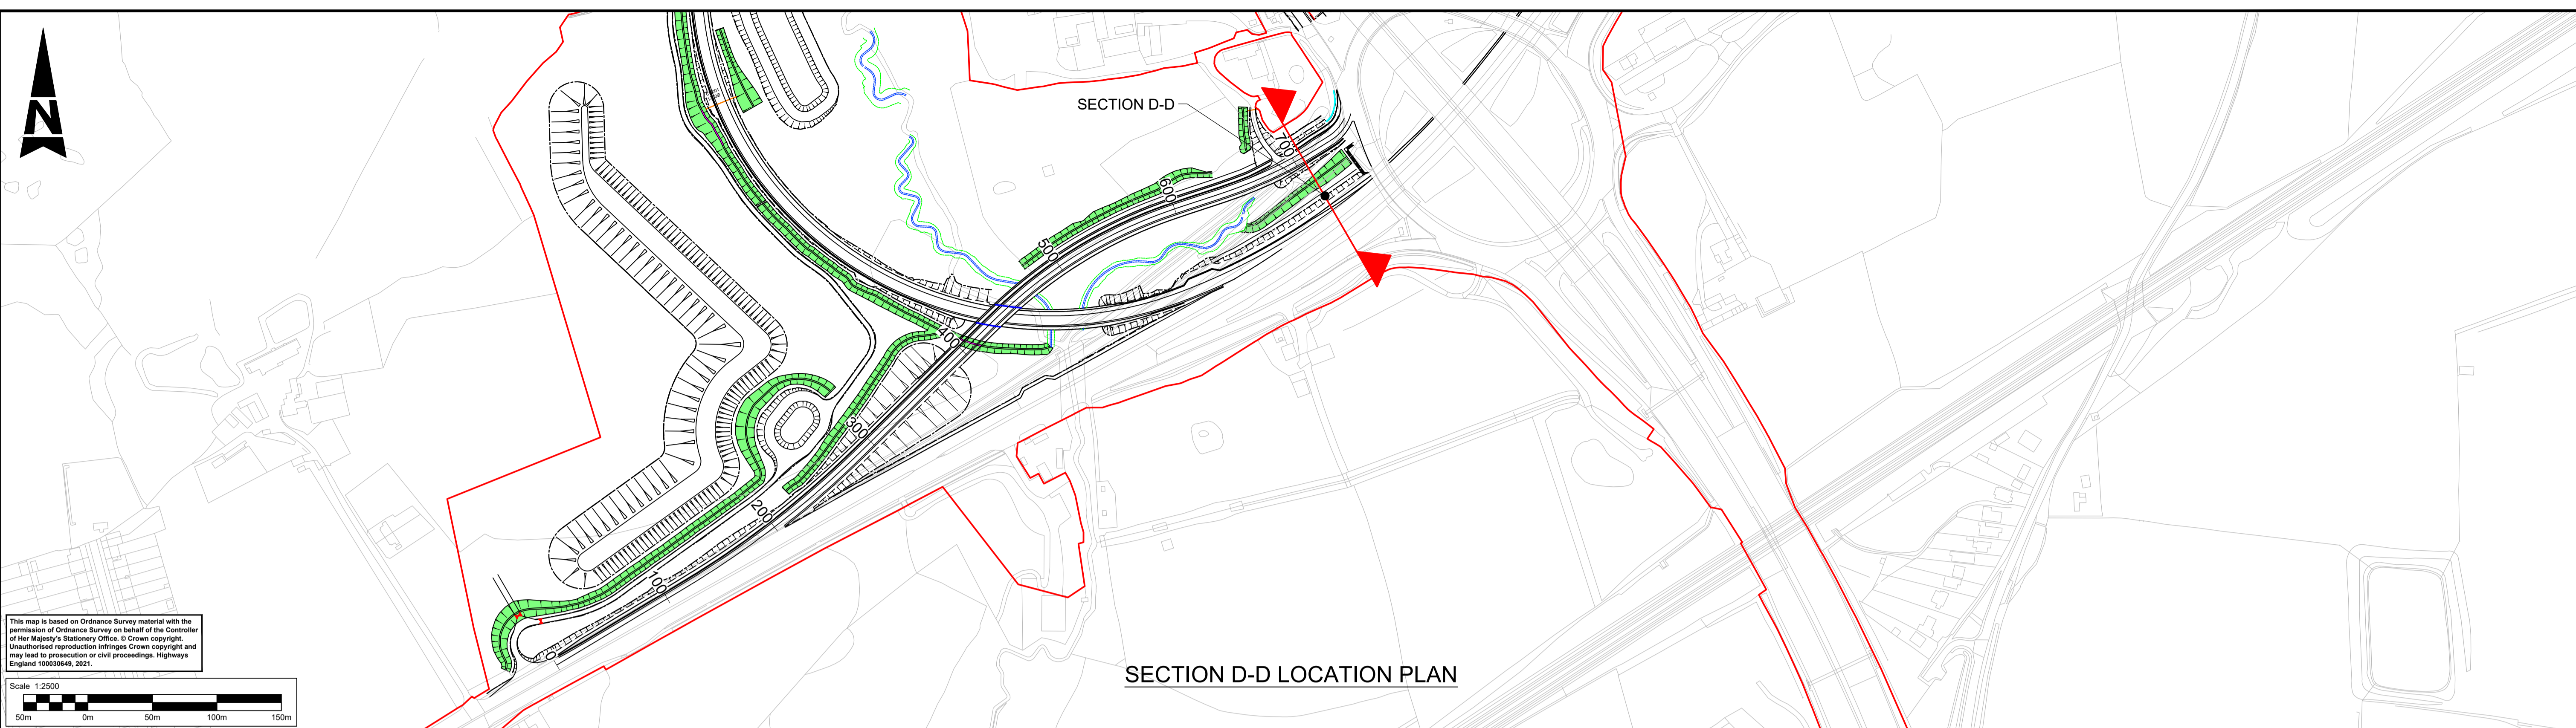 N
SECTION D-D
700
600
500
400
300
200
100
0
This map is based on Ordnance Survey material with the
permission of Ordnance Survey on behalf of the Controller
of Her Majesty's Stationery Office. © Crown copyright.
Unauthorised reproduction infringes Crown copyright and
may lead to prosecution or civil proceedings. Highways
England 100030649, 2021.
Scale 1:2500
50m 0m 50m 100m 150m
SECTION D-D LOCATION PLAN